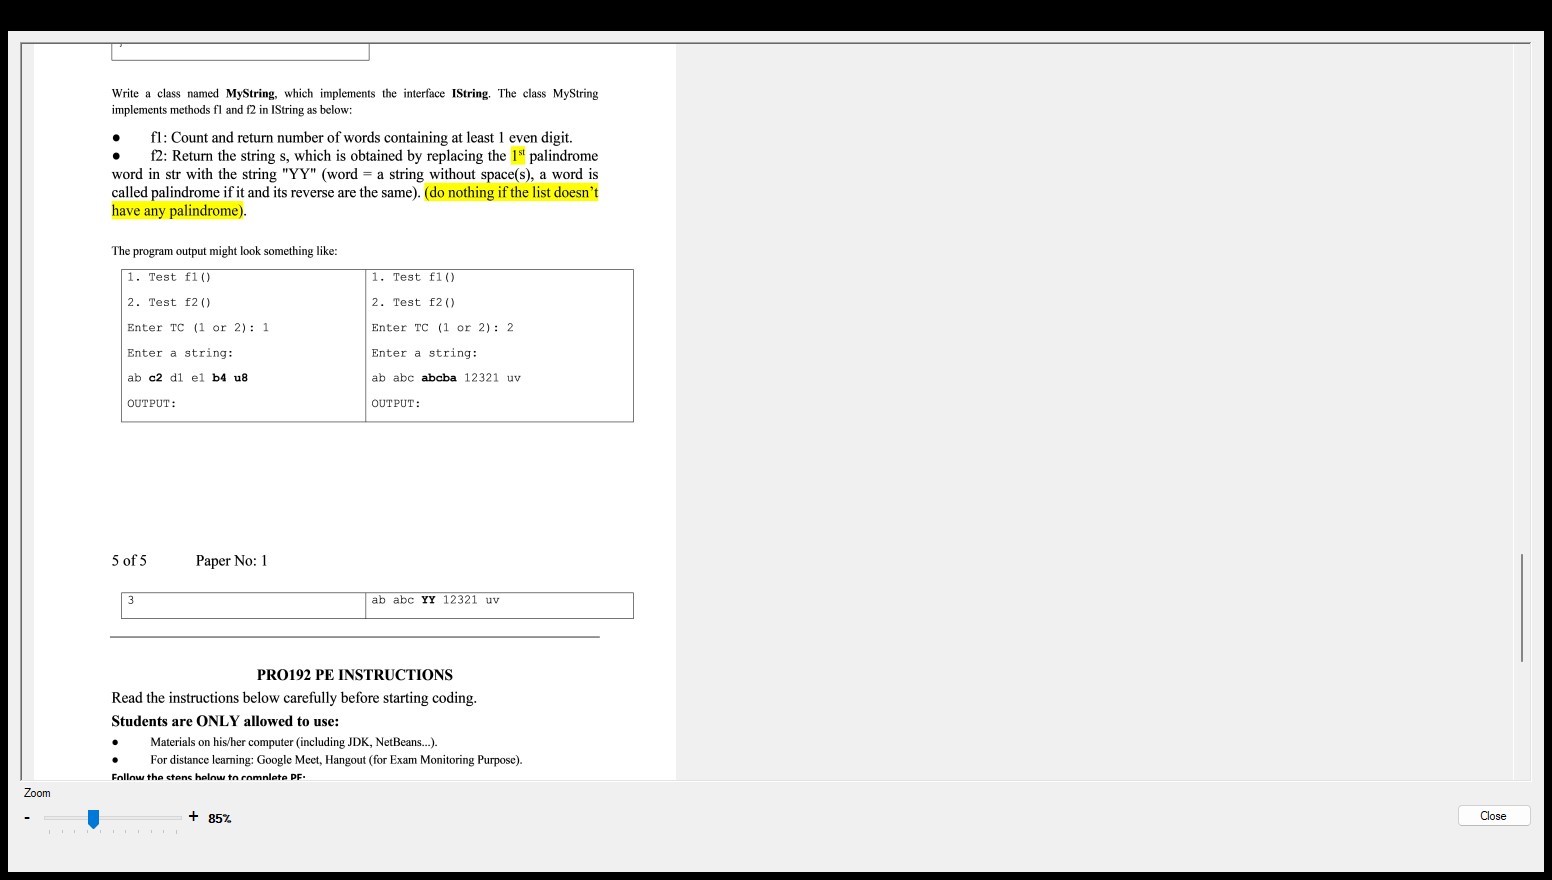 Write a class named MyString, which implements the interface IString. The class MyString
implements methods f1 and f2 in IString as below:
● f1: Count and return number of words containing at least 1 even digit.
● f2: Return the string s, which is obtained by replacing the 1st palindrome
word in str with the string "YY" (word = a string without space(s), a word is
called palindrome if it and its reverse are the same). (do nothing if the list doesn't
have any palindrome).
The program output might look something like:
1. Test f1()
2. Test f2()
Enter TC (1 or 2): 1
Enter a string:
ab c2 d1 e1 b4 u8
OUTPUT:
1. Test f1()
2. Test f2()
Enter TC (1 or 2): 2
Enter a string:
ab abc abcba 12321 uv
OUTPUT:
5 of 5 Paper No: 1
3
ab abc YY 12321 uv
PRO192 PE INSTRUCTIONS
Read the instructions below carefully before starting coding.
Students are ONLY allowed to use:
● Materials on his/her computer (including JDK, NetBeans...).
● For distance learning: Google Meet, Hangout (for Exam Monitoring Purpose).
Follow the steps below to complete PE:
Zoom
- + 85%
Close